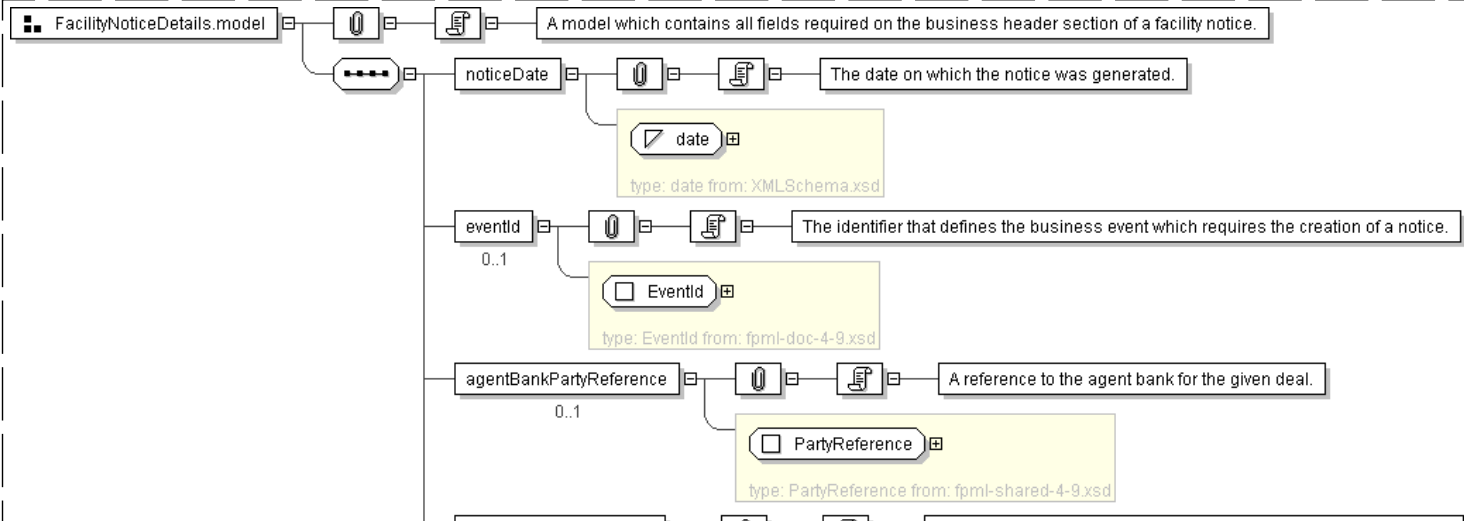 FacilityNoticeDetails.model
A model which contains all fields required on the business header section of a facility notice.
noticeDate
The date on which the notice was generated.
date
type: date from: XMLSchema.xsd
eventId
The identifier that defines the business event which requires the creation of a notice.
0..1
EventId
type: EventId from: fpml-doc-4-9.xsd
agentBankPartyReference
A reference to the agent bank for the given deal.
0..1
PartyReference
type: PartyReference from: fpml-shared-4-9.xsd